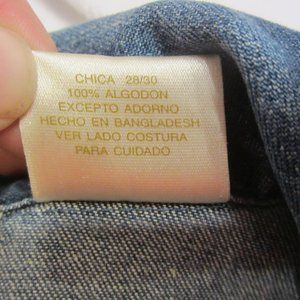 CHICA 28/30
100% ALGODON
EXCEPTO ADORNO
HECHO EN BANGLADESH
VER LADO COSTURA
PARA CUIDADO